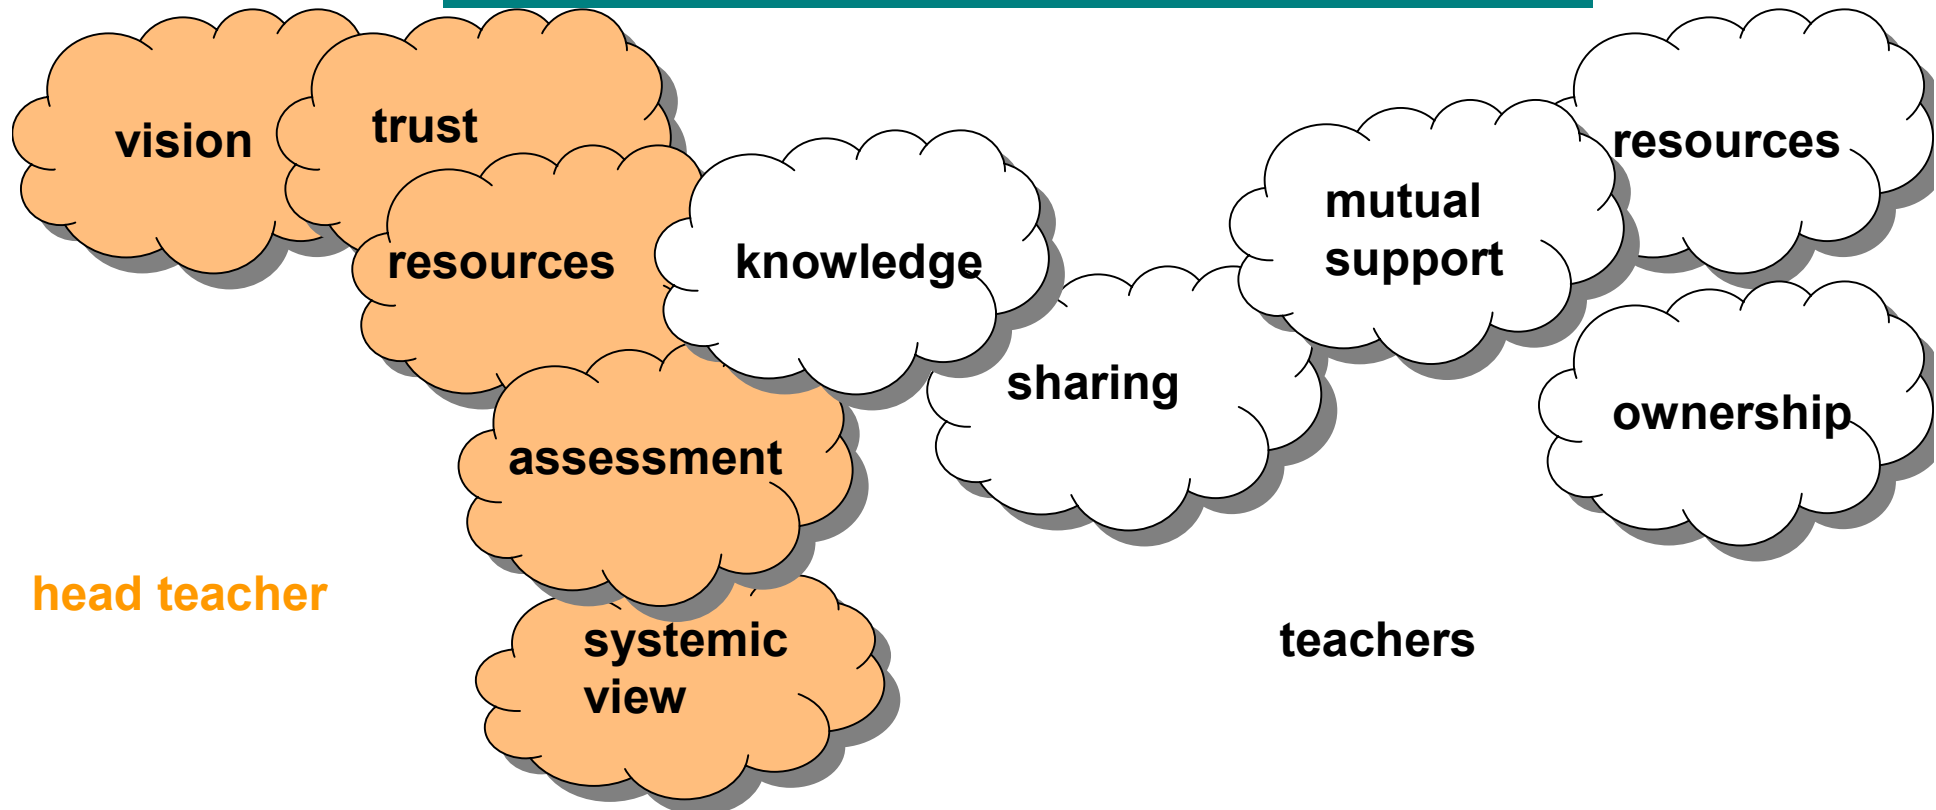 vision
trust
resources
assessment
systemic
view
head teacher
knowledge
sharing
mutual
support
resources
ownership
teachers